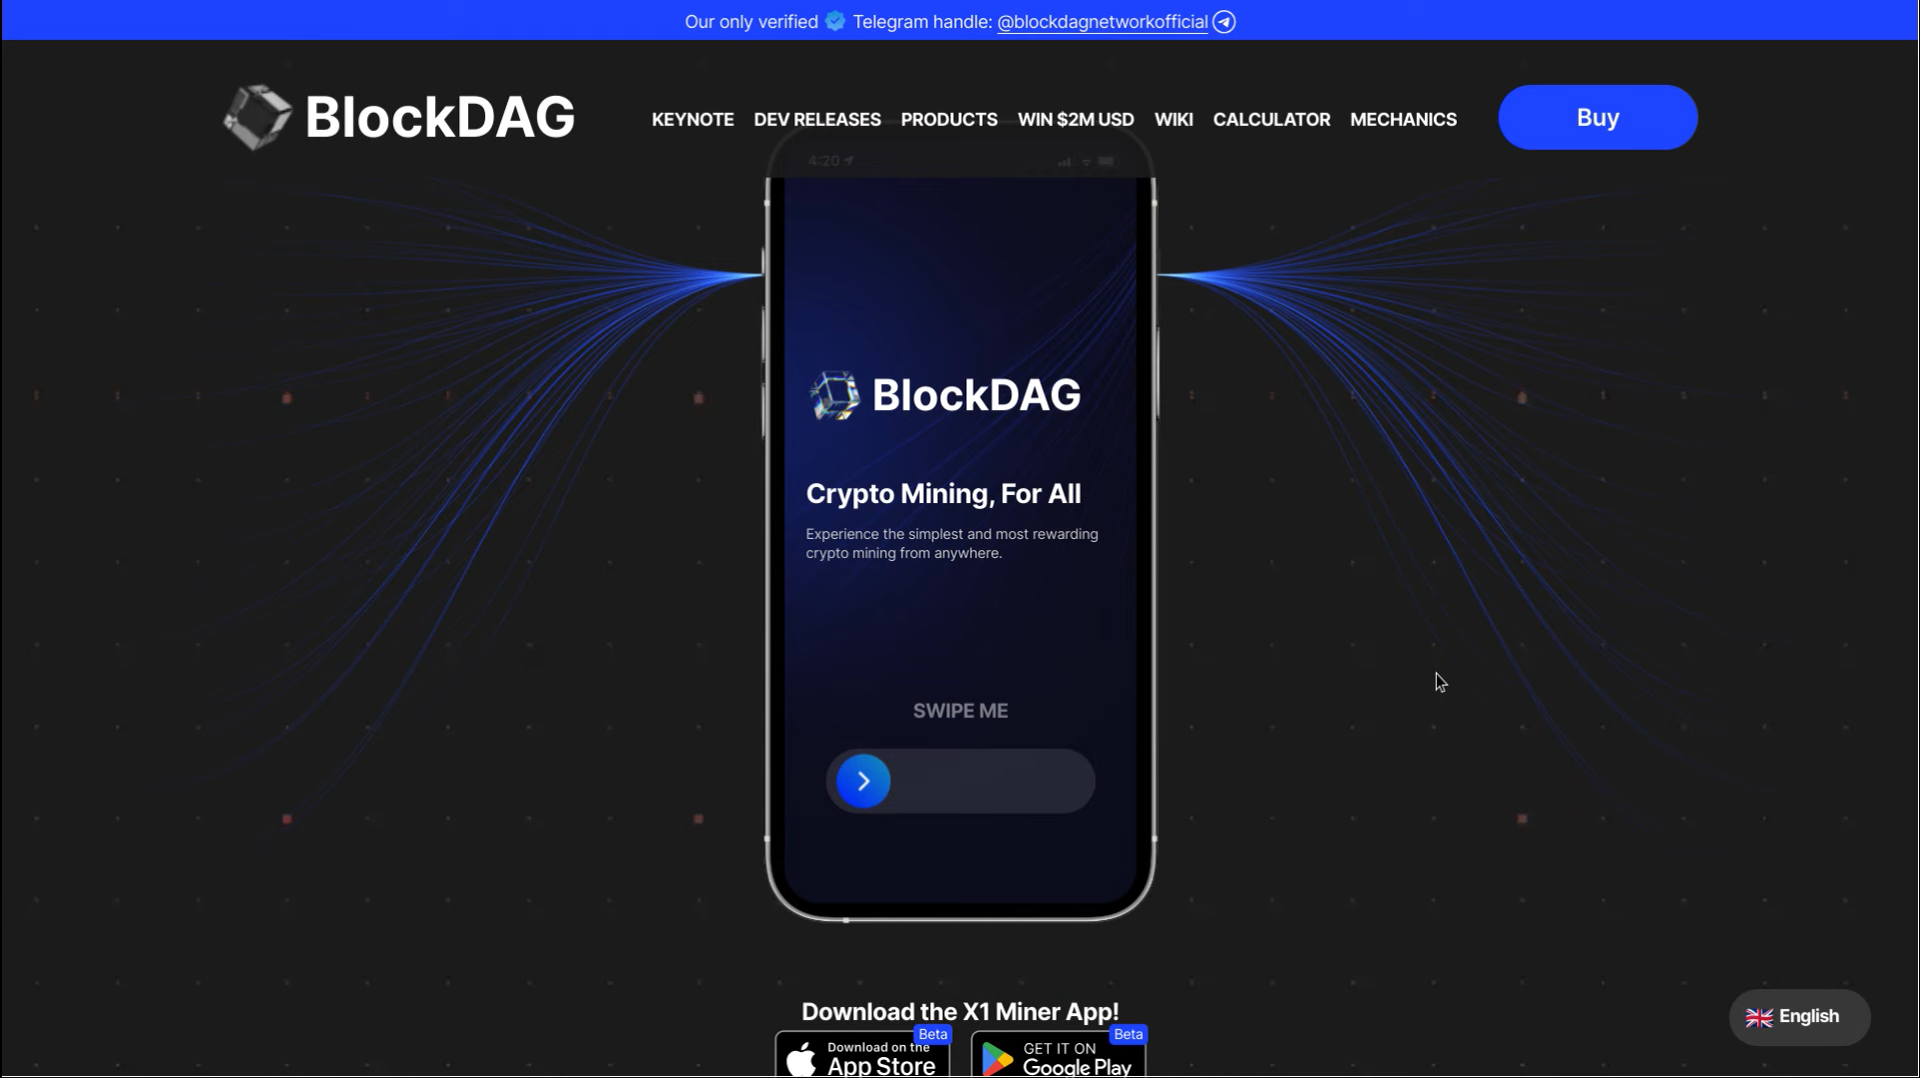 Our only verified Telegram handle: @blockdagnetworkofficial
BlockDAG
KEYNOTE DEV RELEASES PRODUCTS WIN $2M USD WIKI CALCULATOR MECHANICS
Buy
4:20
BlockDAG
Crypto Mining, For All
Experience the simplest and most rewarding
crypto mining from anywhere.
SWIPE ME
Download the X1 Miner App!
Beta
Download on the
App Store
Beta
GET IT ON
Google Play
English